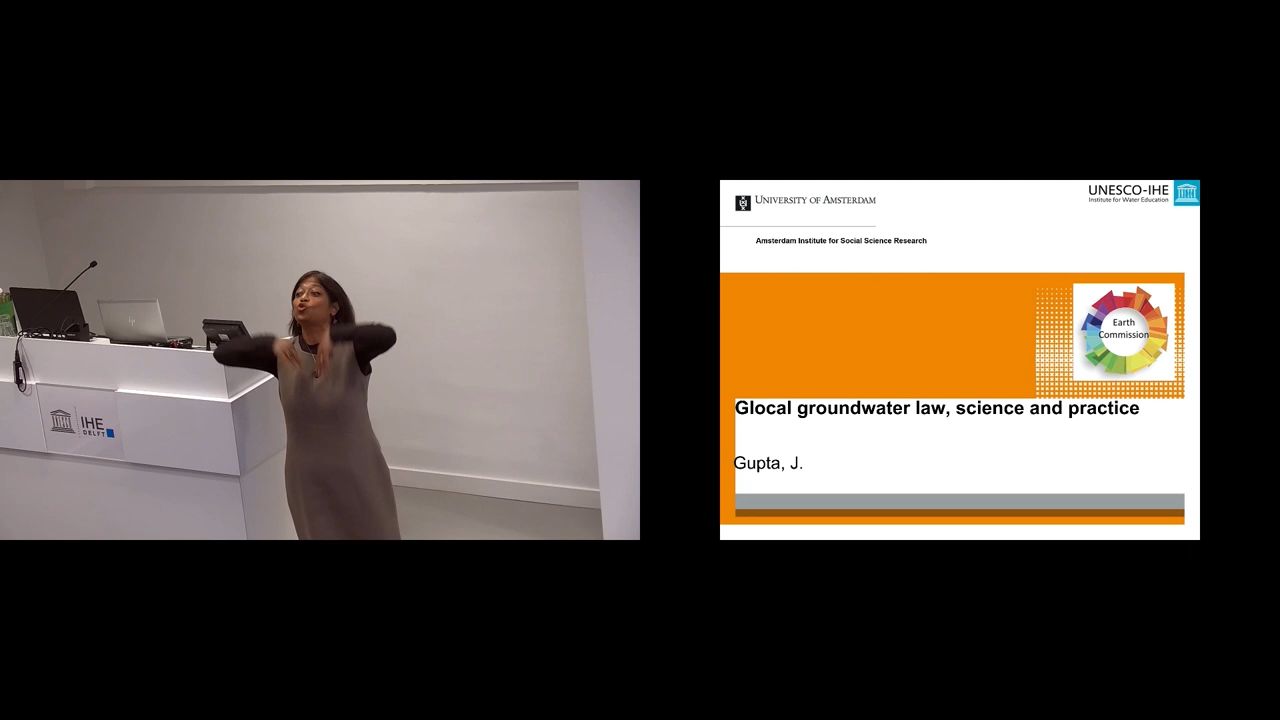 hp
IHE
DELFT
UNIVERSITY OF AMSTERDAM
UNESCO-IHE
Institute for Water Education
Amsterdam Institute for Social Science Research
Earth
Commission
Glocal groundwater law, science and practice
Gupta, J.